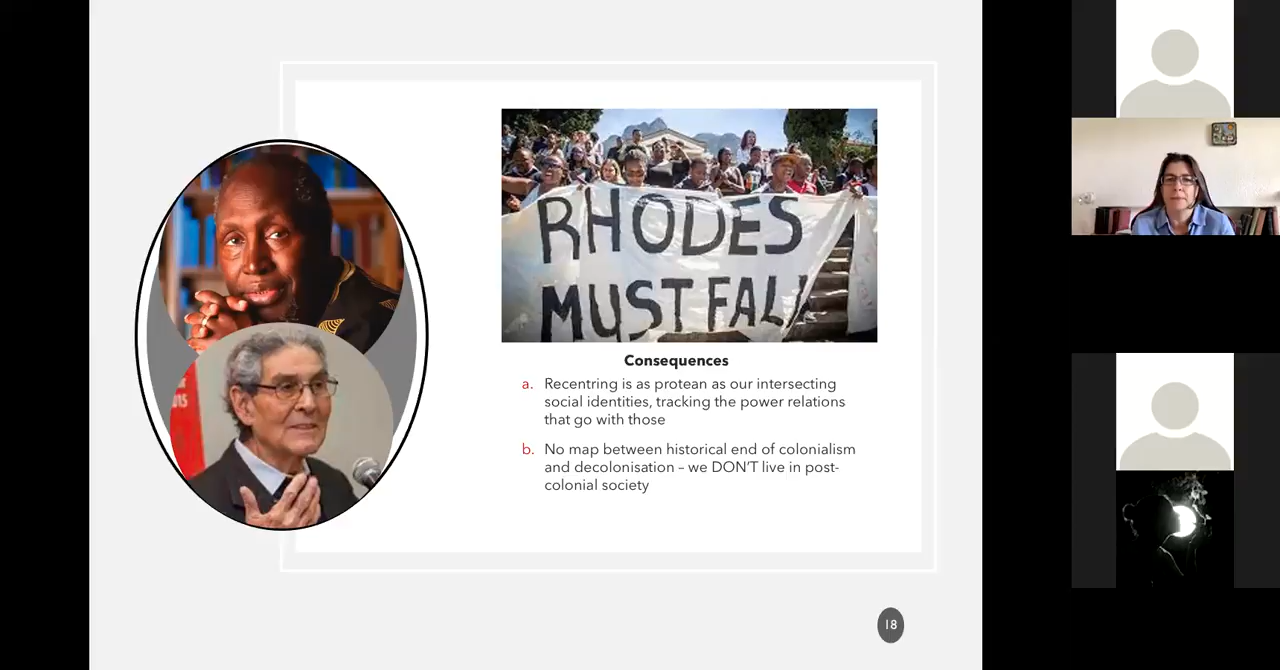 RHODES
MUST FALL
Consequences
a. Recentring is as protean as our intersecting
social identities, tracking the power relations
that go with those
b. No map between historical end of colonialism
and decolonisation – we DON'T live in post-
colonial society
18